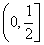 (0, 1/2]